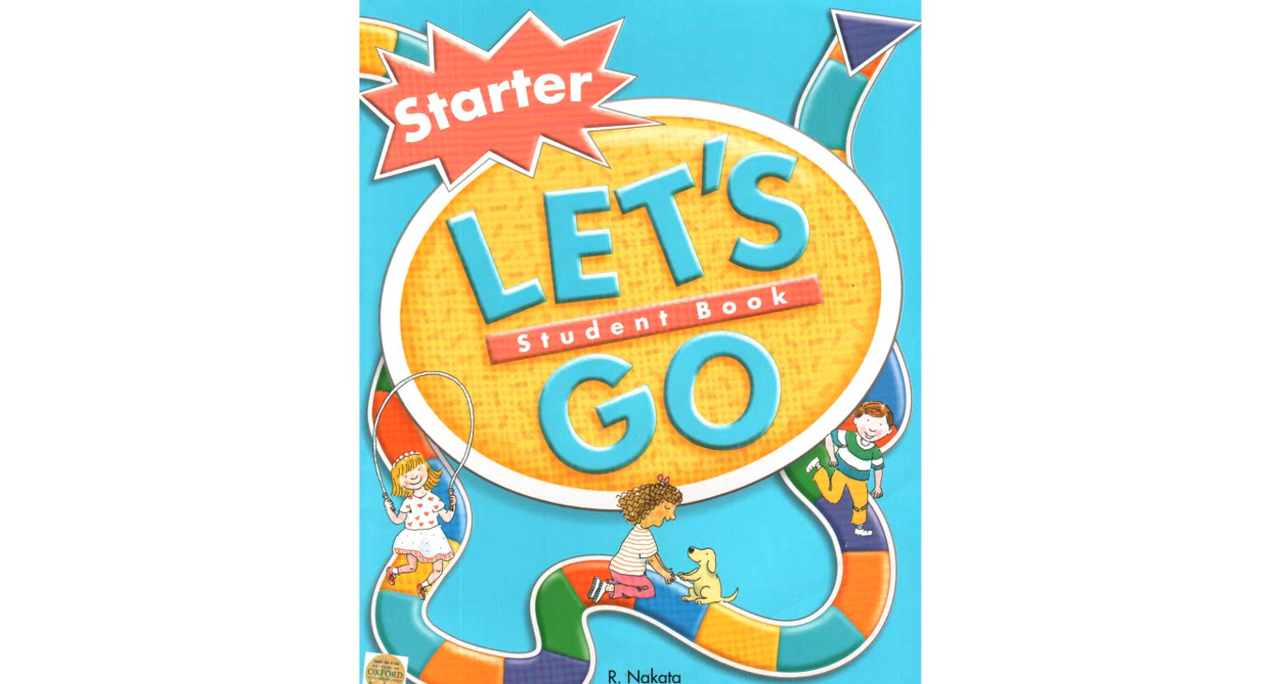 Starter
LET'S
Student Book
GO
R. Nakata
OXFORD